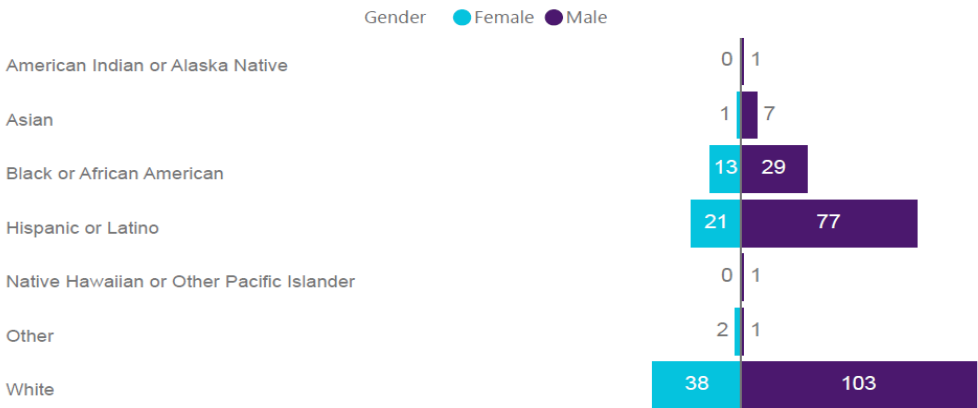 Gender Female Male
American Indian or Alaska Native 0 1
Asian 1 7
Black or African American 13 29
Hispanic or Latino 21 77
Native Hawaiian or Other Pacific Islander 0 1
Other 2 1
White 38 103